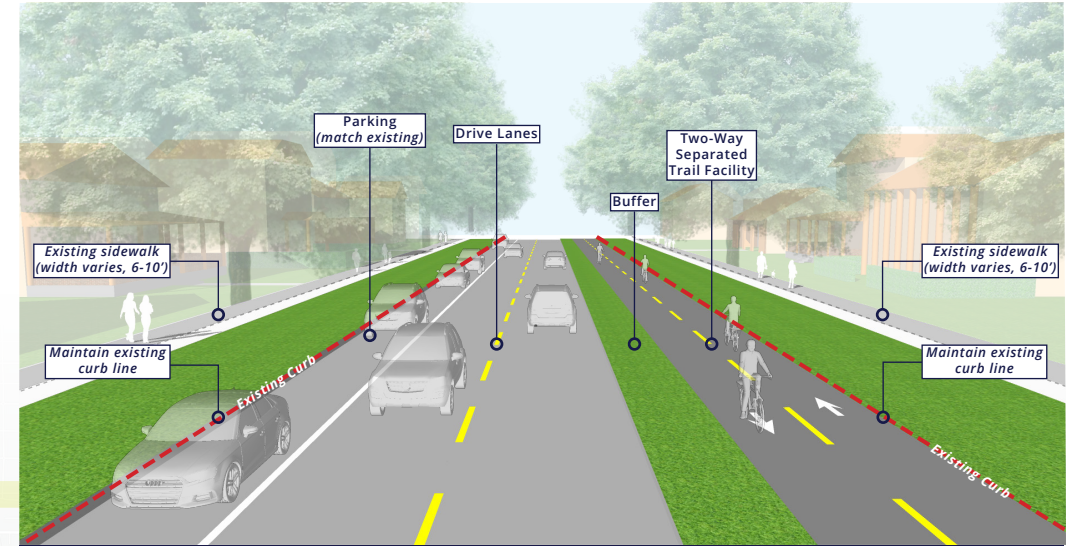 Parking
(match existing)
Drive Lanes
Two-Way
Separated
Trail Facility
Buffer
Existing sidewalk
(width varies, 6-10’)
Existing sidewalk
(width varies, 6-10’)
Maintain existing
curb line
Maintain existing
curb line
Existing Curb
Existing Curb